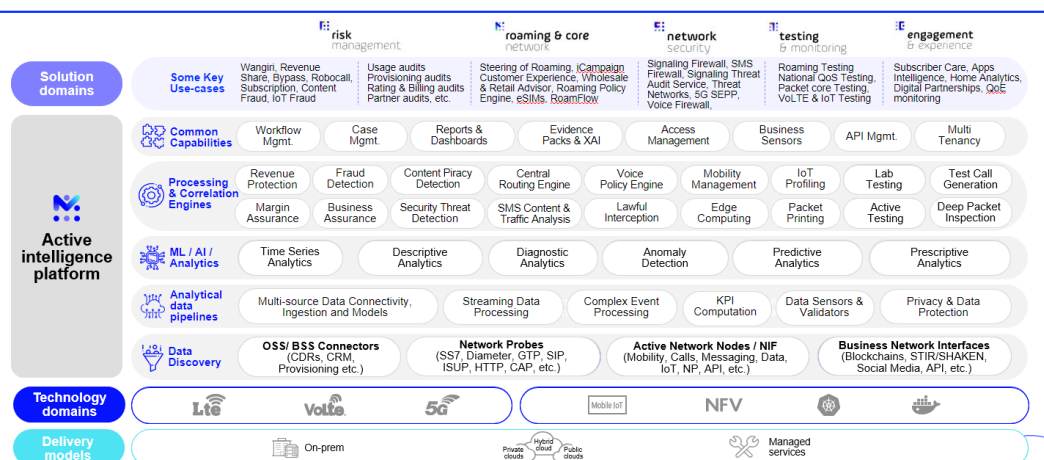 risk
management
roaming & core
network
network
security
testing
& monitoring
engagement
& experience
Solution
domains
Some Key
Use-cases
Wangiri, Revenue
Share, Bypass, Robocall,
Subscription, Content
Fraud, IoT Fraud
Usage audits
Provisioning audits
Rating & Billing audits
Partner audits, etc.
Steering of Roaming, iCampaign
Customer Experience, Wholesale
& Retail Advisor, Roaming Policy
Engine, eSIMs, RoamFlow
Signaling Firewall, SMS
Firewall, Signaling Threat
Audit Service, Threat
Networks, 5G SEPP,
Voice Firewall,
Roaming Testing
National QoS Testing,
Packet core Testing,
VoLTE & IoT Testing
Subscriber Care, Apps
Intelligence, Home Analytics,
Digital Partnerships, QoE
monitoring
Active
intelligence
platform
Common
Capabilities
Workflow
Mgmt.
Case
Mgmt.
Reports &
Dashboards
Evidence
Packs & XAI
Access
Management
Business
Sensors
API Mgmt.
Multi
Tenancy
Processing
& Correlation
Engines
Revenue
Protection
Fraud
Detection
Content Piracy
Detection
Central
Routing Engine
Voice
Policy Engine
Mobility
Management
IoT
Profiling
Lab
Testing
Test Call
Generation
Margin
Assurance
Business
Assurance
Security Threat
Detection
SMS Content &
Traffic Analysis
Lawful
Interception
Edge
Computing
Packet
Printing
Active
Testing
Deep Packet
Inspection
ML / AI /
Analytics
Time Series
Analytics
Descriptive
Analytics
Diagnostic
Analytics
Anomaly
Detection
Predictive
Analytics
Prescriptive
Analytics
Analytical
data
pipelines
Multi-source Data Connectivity,
Ingestion and Models
Streaming Data
Processing
Complex Event
Processing
KPI
Computation
Data Sensors &
Validators
Privacy & Data
Protection
Data
Discovery
OSS/ BSS Connectors
(CDRs, CRM,
Provisioning etc.)
Network Probes
(SS7, Diameter, GTP, SIP,
ISUP, HTTP, CAP, etc.)
Active Network Nodes / NIF
(Mobility, Calls, Messaging, Data,
IoT, NP, API, etc.)
Business Network Interfaces
(Blockchains, STIR/SHAKEN,
Social Media, API, etc.)
Technology
domains
Lte
VoLte
5G
Mobile IoT
NFV
Delivery
models
On-prem
Private
clouds
Hybrid
cloud
Public
clouds
Managed
services